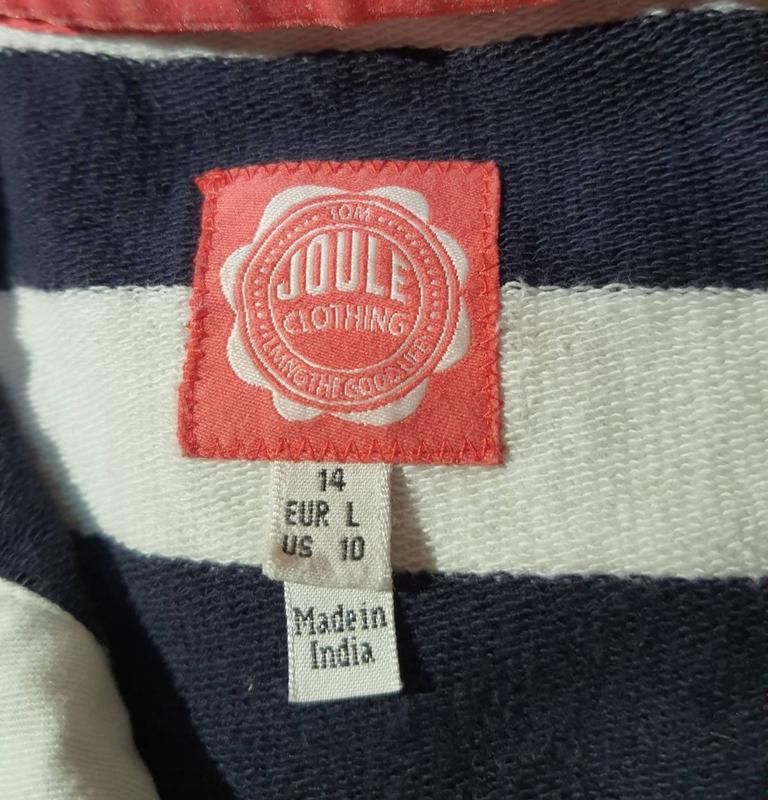 TOM
JOULE
CLOTHING
LIVING THE GOOD LIFE
14
EUR L
US 10
Made in
India